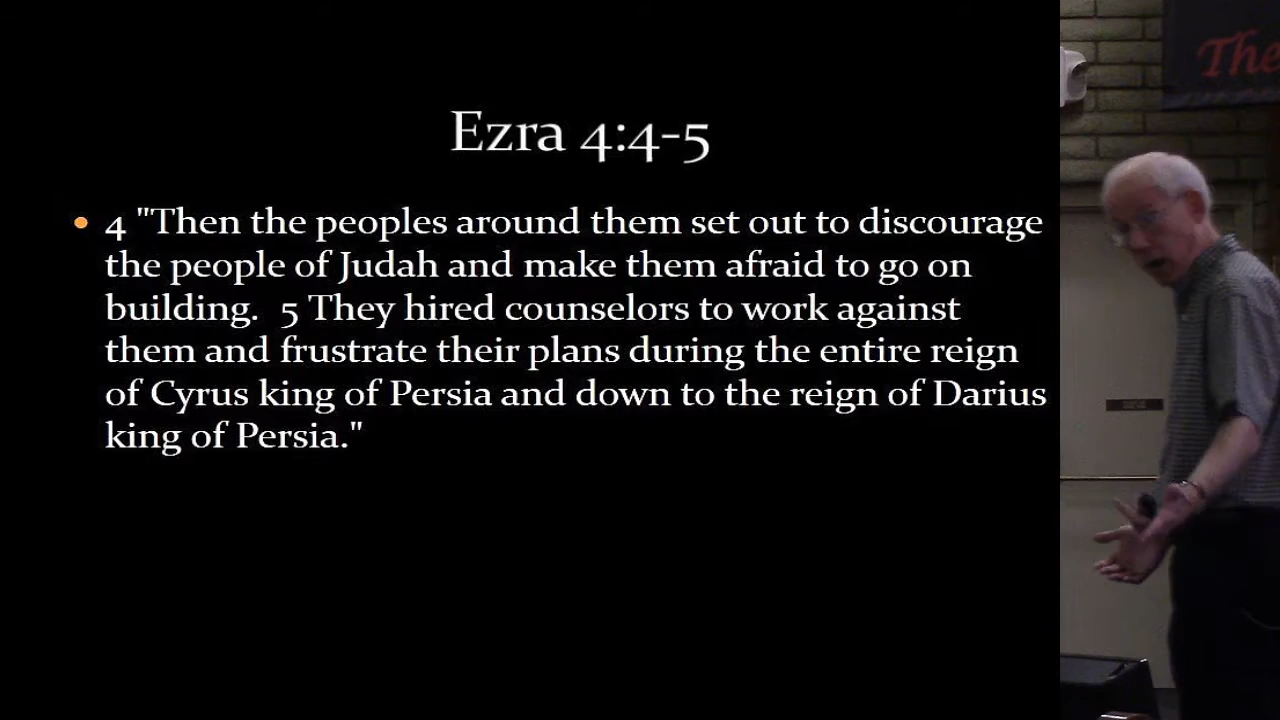 Ezra 4:4-5
• 4 "Then the peoples around them set out to discourage
the people of Judah and make them afraid to go on
building.  5 They hired counselors to work against
them and frustrate their plans during the entire reign
of Cyrus king of Persia and down to the reign of Darius
king of Persia."
The